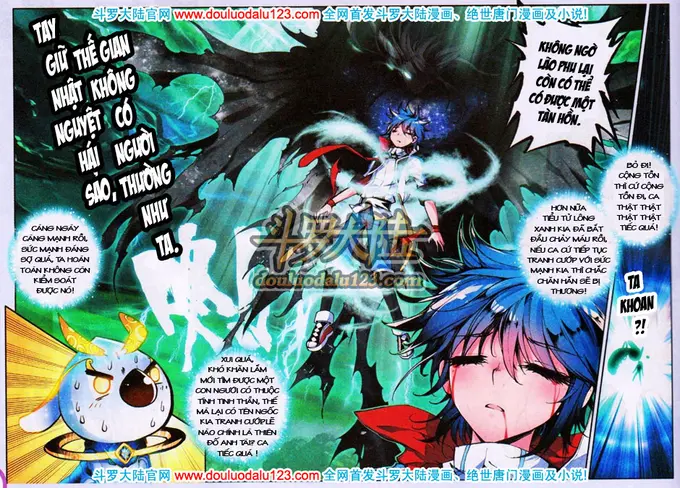 斗罗大陆官网 www.douluodalu123.com 全网首发斗罗大陆漫画、绝世唐门漫画及小说!
TAY
GIỮ THẾ GIAN
NHẬT KHÔNG
NGUYỆT CÓ
HÁI NGƯỜI
SAO, THƯỜNG
NHƯ
TA.
KHÔNG NGỜ
LÃO PHU LẠI
CÒN CÓ THỂ
CÓ ĐƯỢC MỘT
TÀN HỒN.
BỎ ĐI!
CỘNG TỒN
THÌ CỨ CỘNG
TỒN ĐI, CA
THẬT THẬT
THẬT THẬT
TIẾC QUÁ!
HƠN NỮA
TIỂU TỬ LÔNG
XANH KIA ĐÃ BẮT
ĐẦU CHẢY MÁU RỒI,
NẾU CA CỨ TIẾP TỤC
TRANH CƯỚP VỚI ĐỨC
MẠNH KIA THÌ CHẮC
CHẮN HẮN ĐỀ BỊ
THƯƠNG!
CÀNG NGÀY
CÀNG MẠNH RỒI,
ĐỨC MẠNH ĐÁNG
BỢ QUÁ, TA HOÀN
TOÀN KHÔNG CÒN
KIỂM SOÁT
ĐƯỢC NÓ!
TA
KHOAN
?!
斗罗大陆
douluodalu123.com
XUI QUÁ,
KHÓ KHĂN LẮM
MỚI TÌM ĐƯỢC MỘT
CON NGƯỜI CÓ THUỘC
TÍNH TINH THẦN, THẾ
MÀ LẠI CÓ TÊN NGỐC
KIA TRANH CƯỚP! LẼ
NÀO CHÍNH LÀ THIÊN
ĐỐ ANH TÀI? CA
TIẾC QUÁ!
斗罗大陆官网 www.douluodalu123.com 全网首发斗罗大陆漫画、绝世唐门漫画及小说!